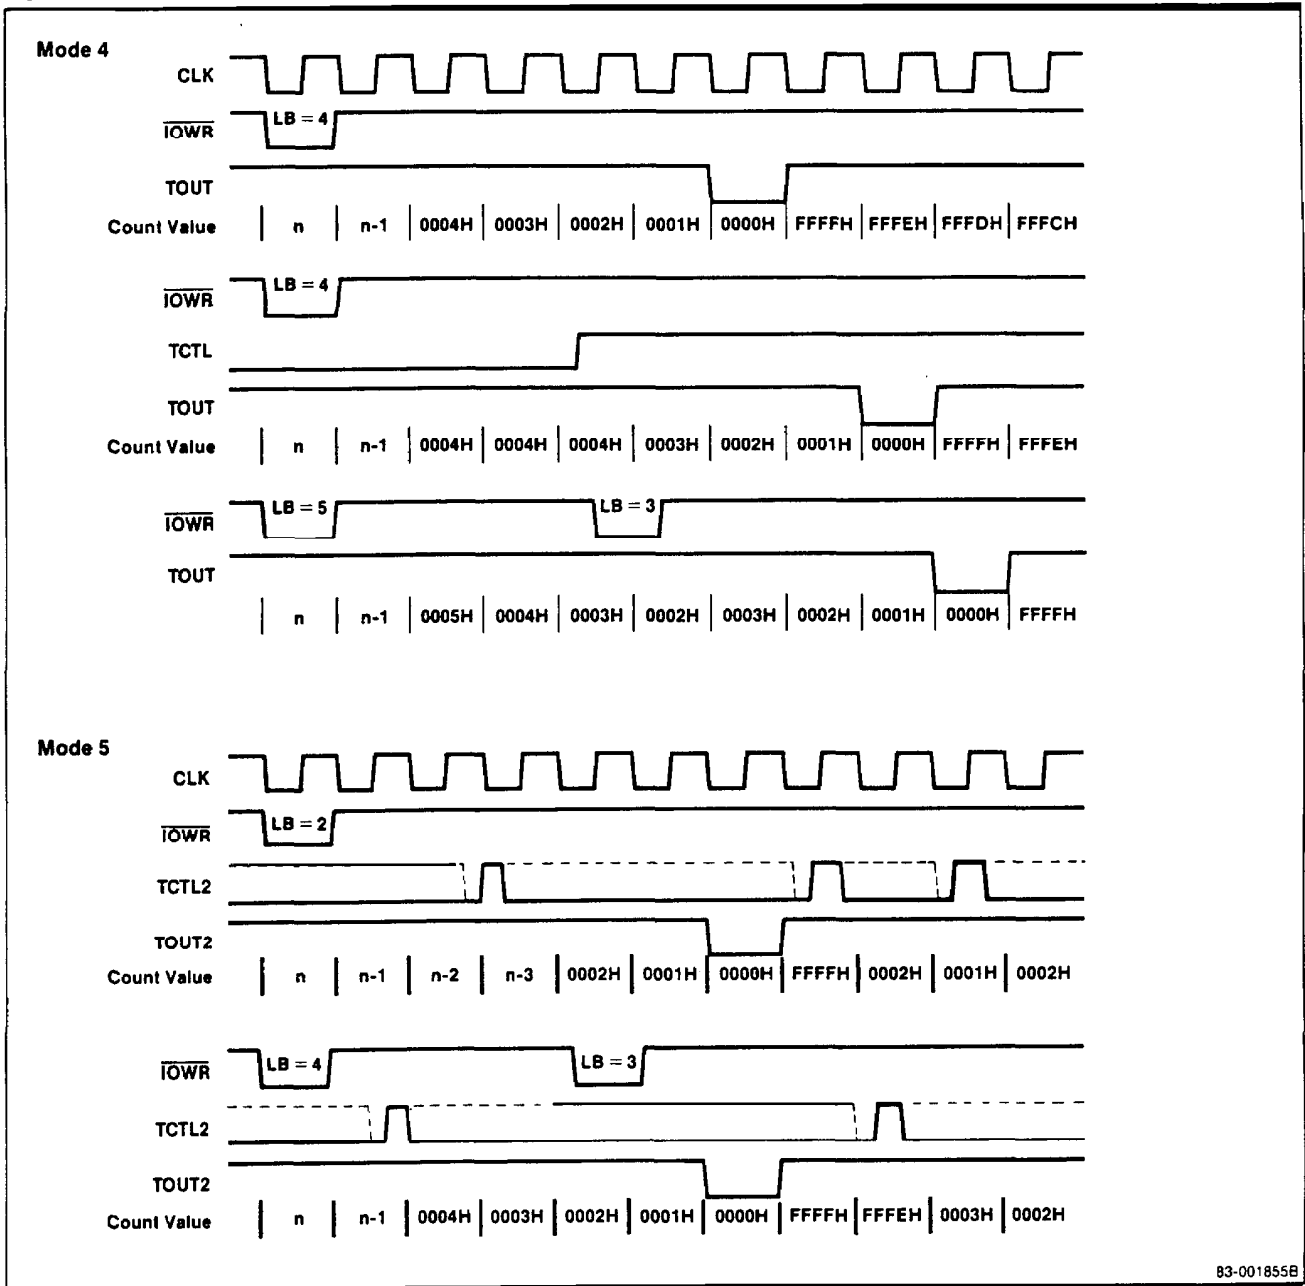 Mode 4
CLK
IOWR LB = 4
TOUT
Count Value n n-1 0004H 0003H 0002H 0001H 0000H FFFFH FFFEH FFFDH FFFCH
IOWR LB = 4
TCTL
TOUT
Count Value n n-1 0004H 0004H 0004H 0003H 0002H 0001H 0000H FFFFH FFFEH
IOWR LB = 5 LB = 3
TOUT
n n-1 0005H 0004H 0003H 0002H 0003H 0002H 0001H 0000H FFFFH
Mode 5
CLK
IOWR LB = 2
TCTL2
TOUT2
Count Value n n-1 n-2 n-3 0002H 0001H 0000H FFFFH 0002H 0001H 0002H
IOWR LB = 4 LB = 3
TCTL2
TOUT2
Count Value n n-1 0004H 0003H 0002H 0001H 0000H FFFFH FFFEH 0003H 0002H
83-001855B